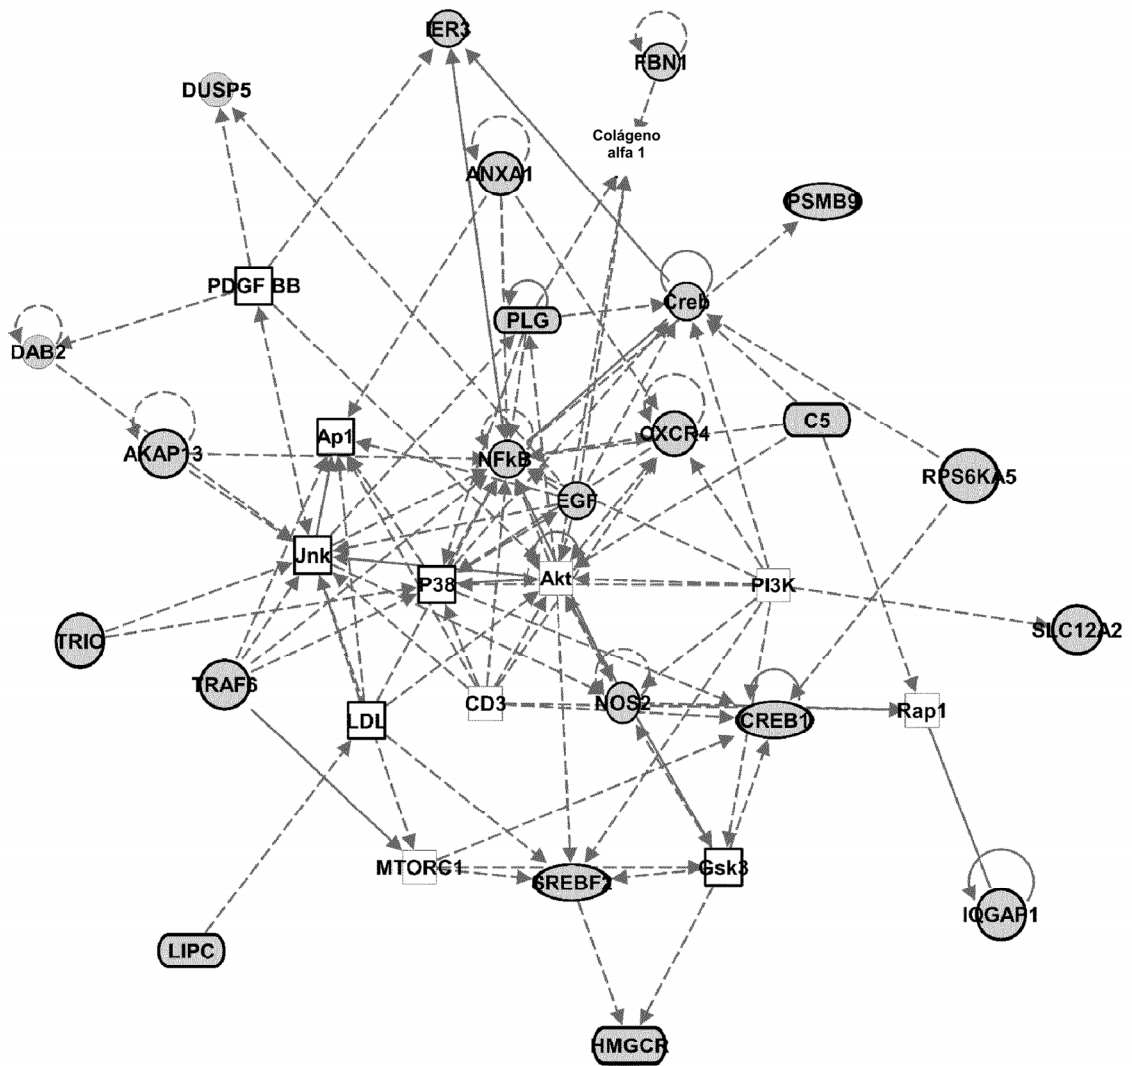 IER3
FBN1
DUSP5
Colágeno
alfa 1
ANXA1
PSMB9
PDGF BB
Creb
PLG
DAB2
C5
Ap1
CXCR4
AKAP13
NFkB
RPS6KA5
EGF
Jnk
P38
Akt
PI3K
TRIO
SLC12A2
TRAF6
CD3
NOS2
Rap1
LDL
CREB1
MTORC1
Gsk3
SREBF2
IQGAP1
LIPC
HMGCR